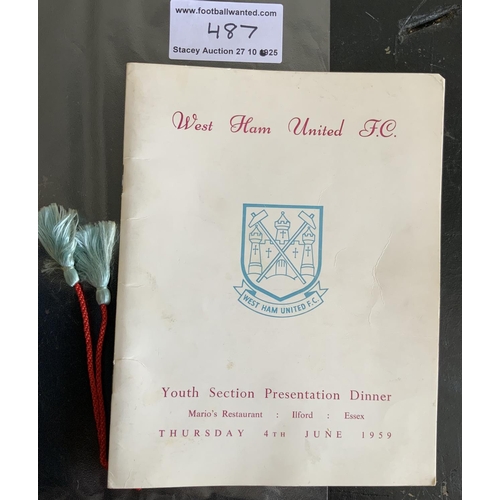 www.footballwanted.com
487
Stacey Auction 27 10 2025
West Ham United F.C.
WEST HAM UNITED F.C.
Youth Section Presentation Dinner
Mario's Restaurant : Ilford : Essex
THURSDAY 4TH JUNE 1959